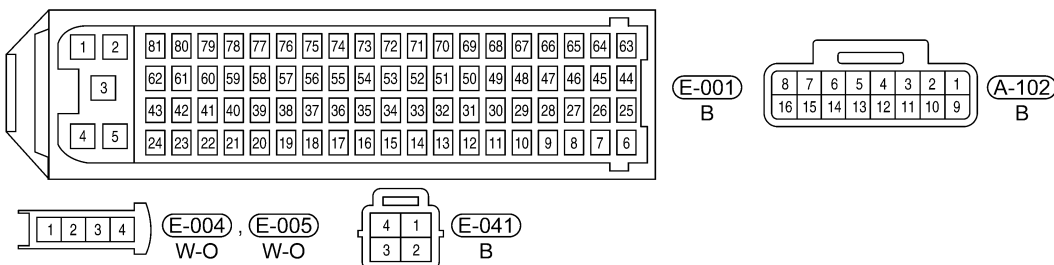 1 2 81 80 79 78 77 76 75 74 73 72 71 70 69 68 67 66 65 64 63
3 62 61 60 59 58 57 56 55 54 53 52 51 50 49 48 47 46 45 44
43 42 41 40 39 38 37 36 35 34 33 32 31 30 29 28 27 26 25
4 5 24 23 22 21 20 19 18 17 16 15 14 13 12 11 10 9 8 7 6
E-001
B
8 7 6 5 4 3 2 1
16 15 14 13 12 11 10 9
A-102
B
1 2 3 4
E-004 , E-005
W-O W-O
4 1
3 2
E-041
B